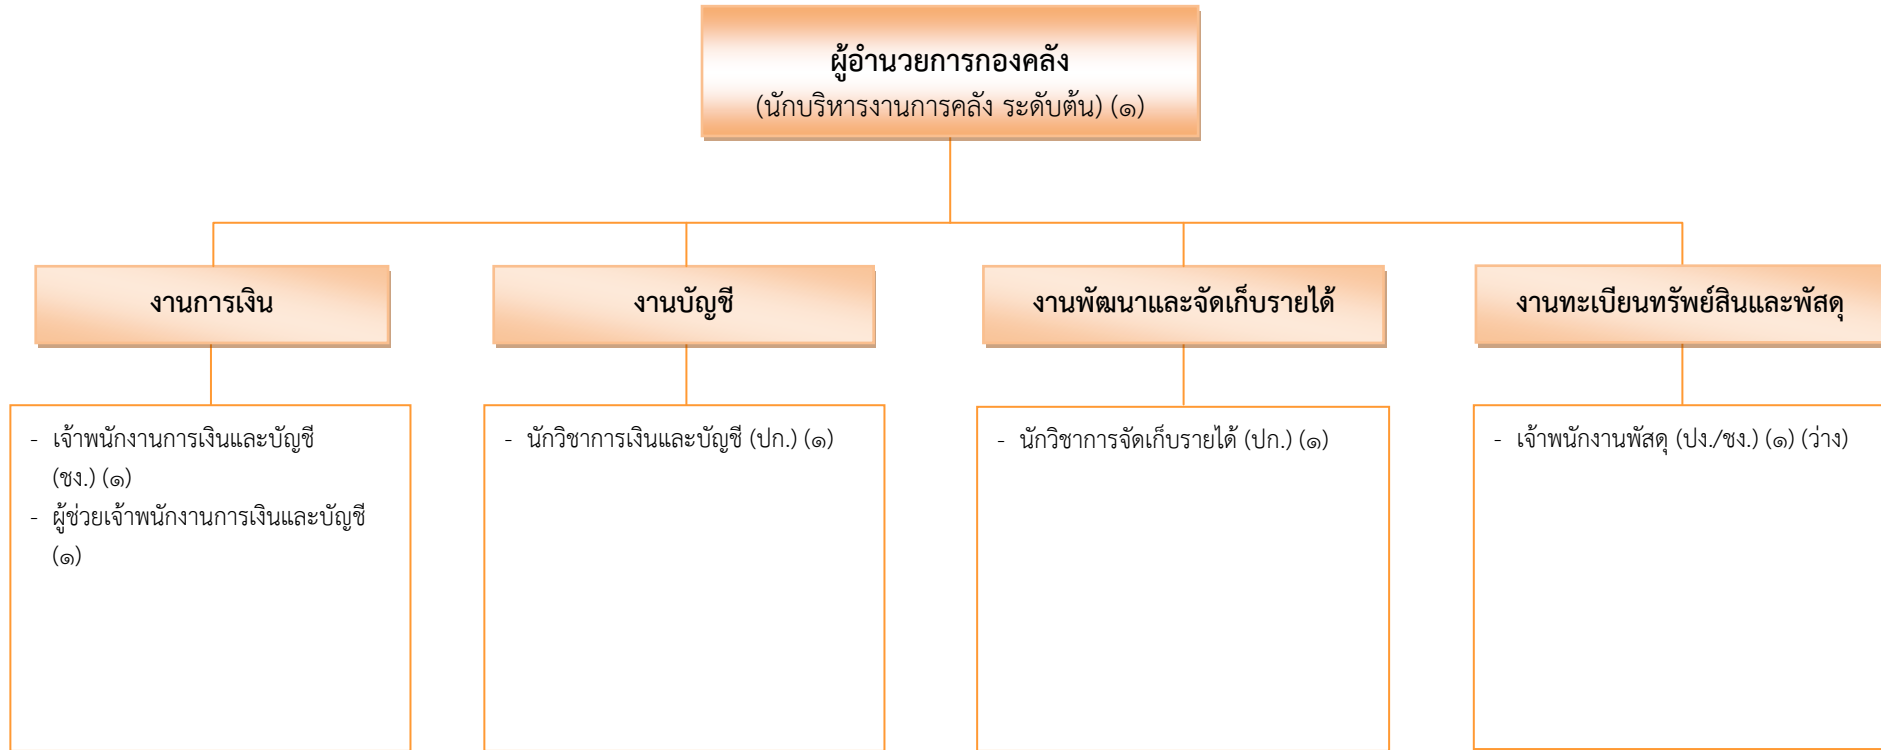 ผู้อำนวยการกองคลัง
(นักบริหารงานการคลัง ระดับต้น) (๑)
งานการเงิน
งานบัญชี
งานพัฒนาและจัดเก็บรายได้
งานทะเบียนทรัพย์สินและพัสดุ
- เจ้าพนักงานการเงินและบัญชี
(ชง.) (๑)
- ผู้ช่วยเจ้าพนักงานการเงินและบัญชี
(๑)
- นักวิชาการเงินและบัญชี (ปก.) (๑)
- นักวิชาการจัดเก็บรายได้ (ปก.) (๑)
- เจ้าพนักงานพัสดุ (ปง./ชง.) (๑) (ว่าง)